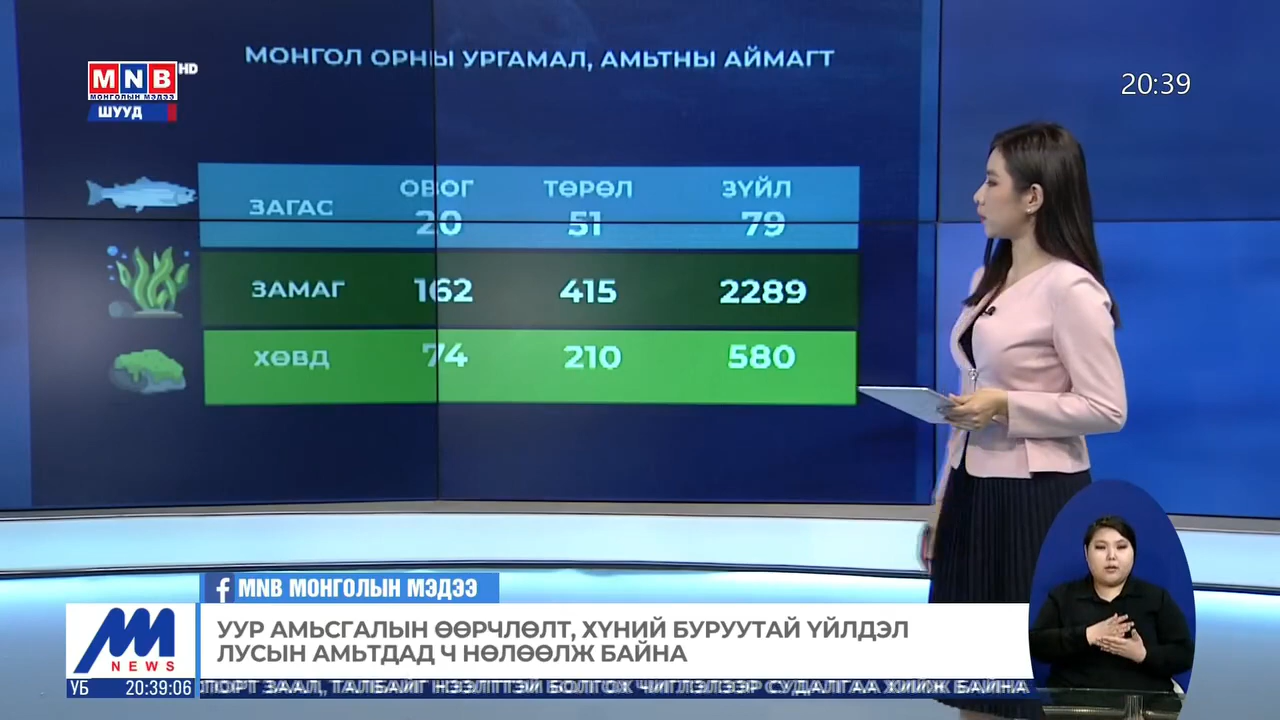 МОНГОЛ ОРНЫ УРГАМАЛ, АМЬТНЫ АЙМАГТ
MNB HD
МОНГОЛЫН МЭДЭЭ
ШУУД
20:39
ОВОГ ТӨРӨЛ ЗҮЙЛ
ЗАГАС 20 51 79
ЗАМАГ 162 415 2289
ХӨВД 74 210 580
f MNB МОНГОЛЫН МЭДЭЭ
УУР АМЬСГАЛЫН ӨӨРЧЛӨЛТ, ХҮНИЙ БУРУУТАЙ ҮЙЛДЭЛ
ЛУСЫН АМЬТДАД Ч НӨЛӨӨЛЖ БАЙНА
NEWS
УБ 20:39:06 ПОРТ ЗААЛ, ТАЛБАЙГ НЭЭЛТТЭЙ БОЛГОХ ЧИГЛЭЛЭЭР СУДАЛГАА ХИЙЖ БАЙНА